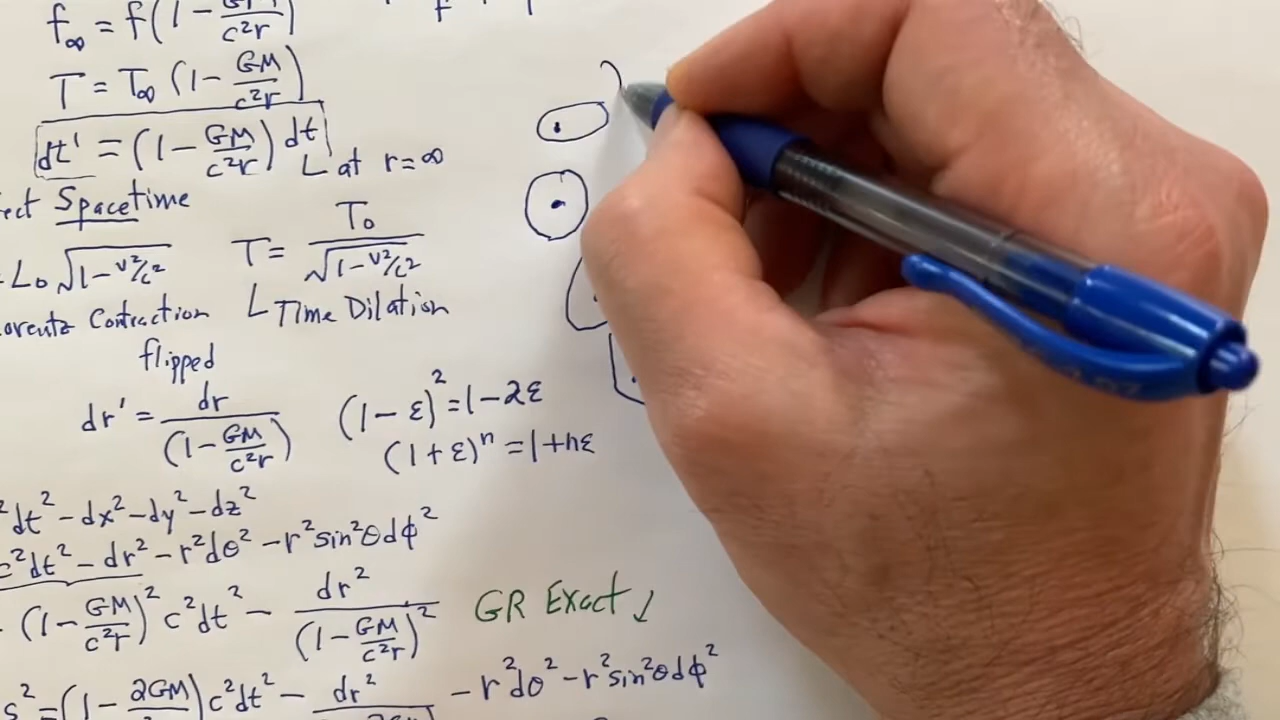 f∞ = f(1 - GM/c²r)
T = T∞ (1 - GM/c²r)
dt' = (1 - GM/c²r) dt
at r = ∞
Spacetime
L₀ √(1 - v²/c²) T = T₀/√(1 - v²/c²)
Contraction Time Dilation
flipped
dr' = dr/(1 - GM/c²r) (1 - ε)² = 1 - 2ε
(1 + ε)ⁿ = 1 + nε
²dt² - dx² - dy² - dz²
c²dt² - dr² - r²dθ² - r²sin²θdϕ²
(1 - GM/c²r)² c²dt² - dr²/(1 - GM/c²r)² GR Exact ↓
s² = (1 - 2GM/) c²dt² - dr²/ - r²dθ² - r²sin²θdϕ²